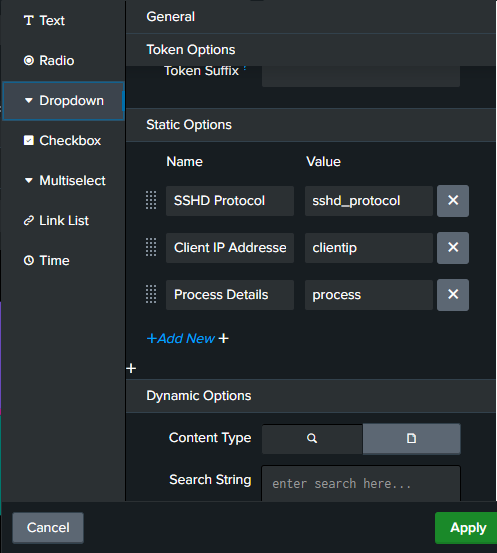 Text
Radio
Dropdown
Checkbox
Multiselect
Link List
Time
General
Token Options
Token Suffix ?
Static Options
Name Value
SSHD Protocol sshd_protocol
Client IP Addresse clientip
Process Details process
+Add New +
+
Dynamic Options
Content Type
Search String enter search here...
Cancel Apply